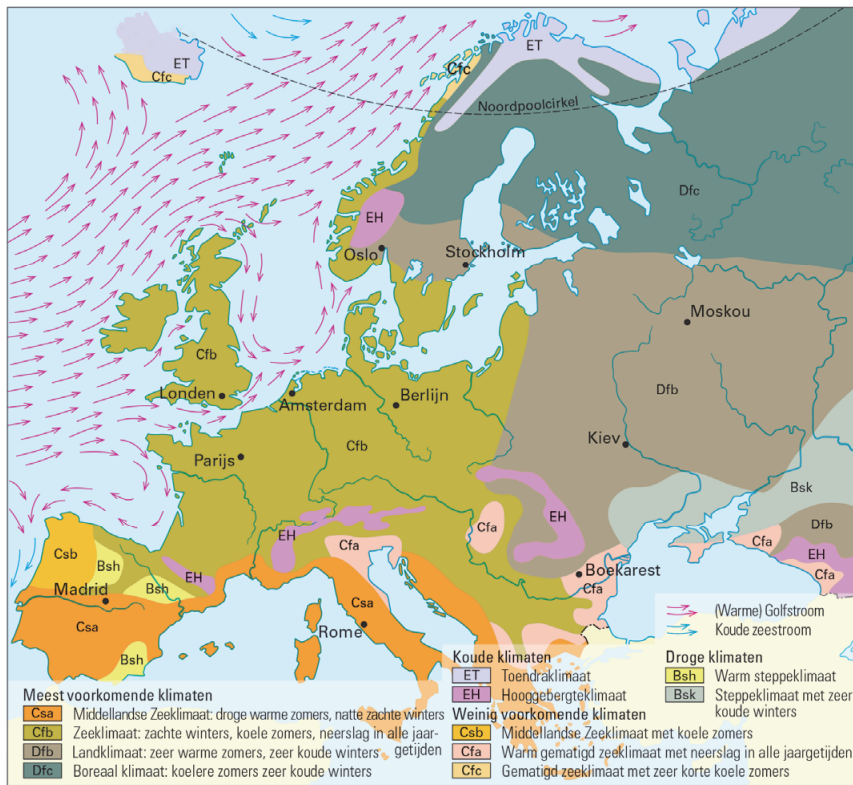 ET
Cfc
Cfc
ET
Noordpoolcirkel
Dfc
EH
Oslo
Stockholm
Moskou
Cfb
Londen
Amsterdam
Berlijn
Dfb
Parijs
Cfb
Kiev
Bsk
EH
Cfa
EH
Dfb
Cfa
EH
Cfa
Csb
Bsh
Bsh
EH
Cfa
Boekarest
Cfa
Madrid
Csa
Csa
Rome
Bsh
(Warme) Golfstroom
Koude zeestroom
Meest voorkomende klimaten
Csa Middellandse Zeeklimaat: droge warme zomers, natte zachte winters
Cfb Zeeklimaat: zachte winters, koele zomers, neerslag in alle jaar-
getijden
Dfb Landklimaat: zeer warme zomers, zeer koude winters
Dfc Boreaal klimaat: koelere zomers zeer koude winters
Koude klimaten
ET Toendraklimaat
EH Hooggebergteklimaat
Weinig voorkomende klimaten
Csb Middellandse Zeeklimaat met koele zomers
Cfa Warm gematigd zeeklimaat met neerslag in alle jaargetijden
Cfc Gematigd zeeklimaat met zeer korte koele zomers
Droge klimaten
Bsh Warm steppeklimaat
Bsk Steppeklimaat met zeer
koude winters